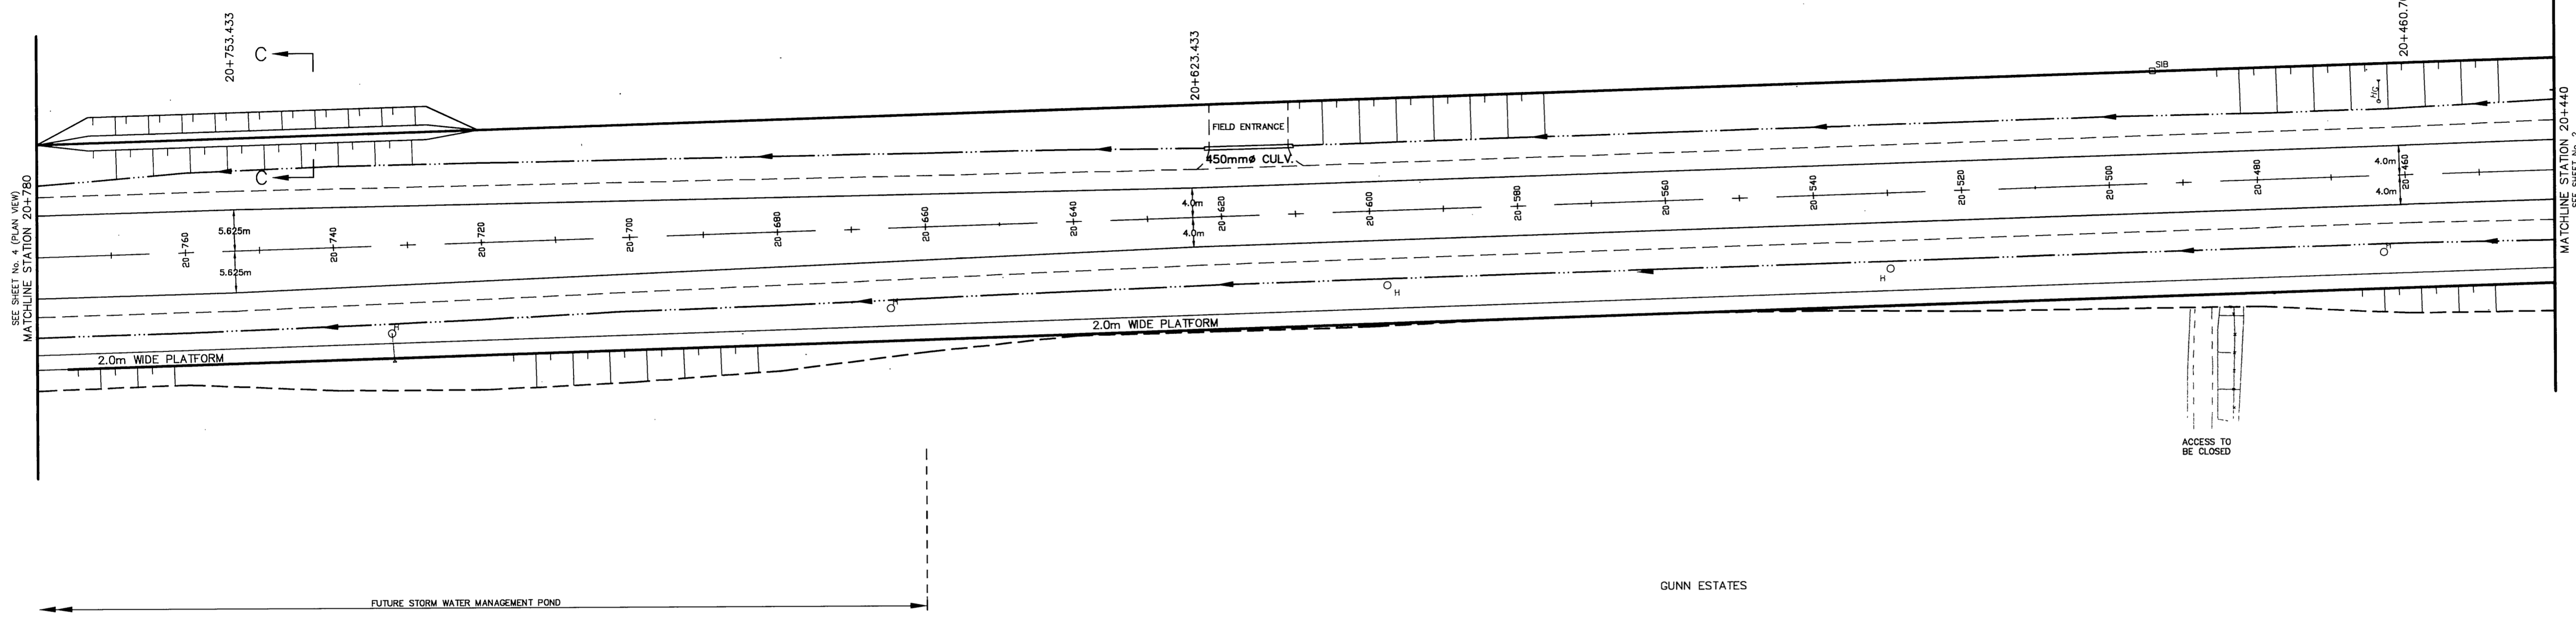 SEE SHEET No. 4 (PLAN VIEW)
MATCHLINE STATION 20+780
20+753.433
C
C
20+623.433
FIELD ENTRANCE
450mmø CULV.
SIB
20+760
20+740
20+720
20+700
20+680
20+660
20+640
20+620
20+600
20+580
20+560
20+540
20+520
20+500
20+480
20+460
5.625m
5.625m
4.0m
4.0m
4.0m
4.0m
H
H
H
H
2.0m WIDE PLATFORM
2.0m WIDE PLATFORM
ACCESS TO
BE CLOSED
FUTURE STORM WATER MANAGEMENT POND
GUNN ESTATES
MATCHLINE STATION 20+440